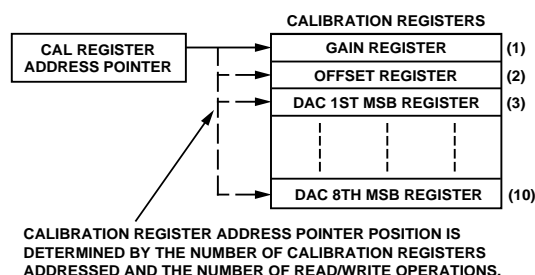 CALIBRATION REGISTERS
CAL REGISTER
ADDRESS POINTER
GAIN REGISTER (1)
OFFSET REGISTER (2)
DAC 1ST MSB REGISTER (3)
DAC 8TH MSB REGISTER (10)
CALIBRATION REGISTER ADDRESS POINTER POSITION IS
DETERMINED BY THE NUMBER OF CALIBRATION REGISTERS
ADDRESSED AND THE NUMBER OF READ/WRITE OPERATIONS.